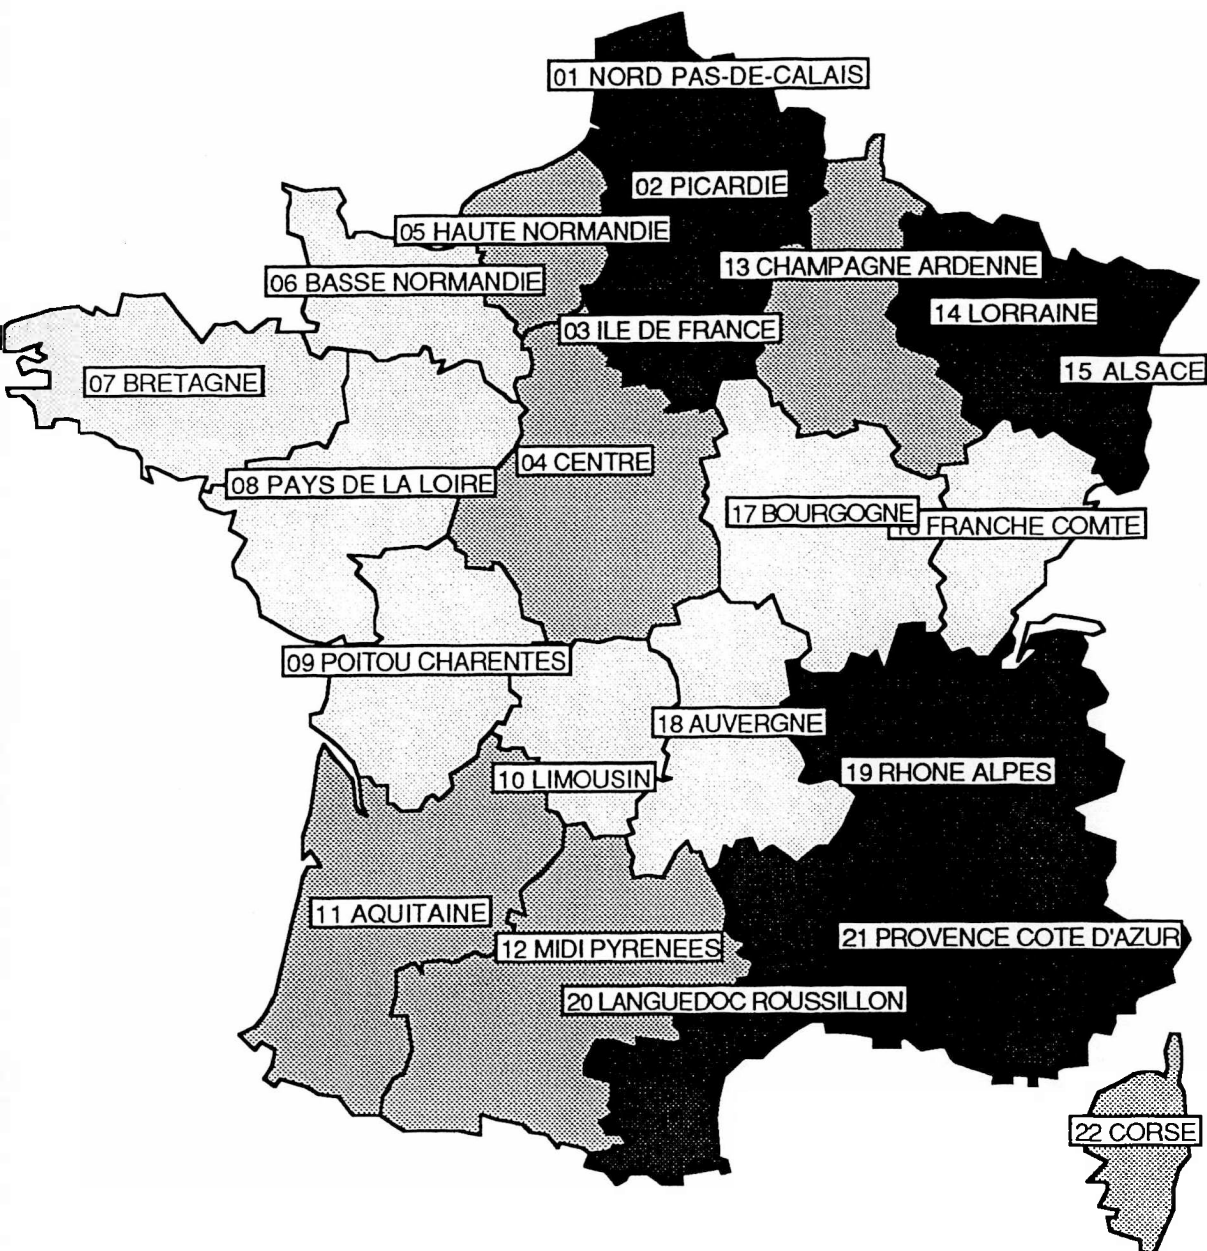 01 NORD PAS-DE-CALAIS
02 PICARDIE
05 HAUTE NORMANDIE
13 CHAMPAGNE ARDENNE
06 BASSE NORMANDIE
14 LORRAINE
03 ILE DE FRANCE
15 ALSACE
07 BRETAGNE
04 CENTRE
08 PAYS DE LA LOIRE
17 BOURGOGNE
FRANCHE COMTE
09 POITOU CHARENTES
18 AUVERGNE
19 RHONE ALPES
10 LIMOUSIN
11 AQUITAINE
21 PROVENCE COTE D'AZUR
12 MIDI PYRENEES
20 LANGUEDOC ROUSSILLON
22 CORSE